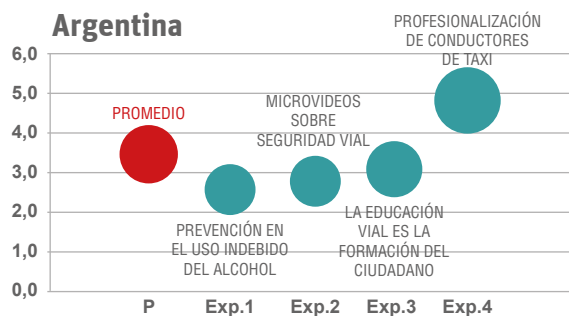 Argentina
PROFESIONALIZACIÓN
DE CONDUCTORES
DE TAXI
6,0
5,0
4,0
3,0
2,0
1,0
0,0
PROMEDIO
MICROVIDEOS
SOBRE
SEGURIDAD VIAL
PREVENCIÓN EN
EL USO INDEBIDO
DEL ALCOHOL
LA EDUCACIÓN
VIAL ES LA
FORMACIÓN DEL
CIUDADANO
P Exp.1 Exp.2 Exp.3 Exp.4